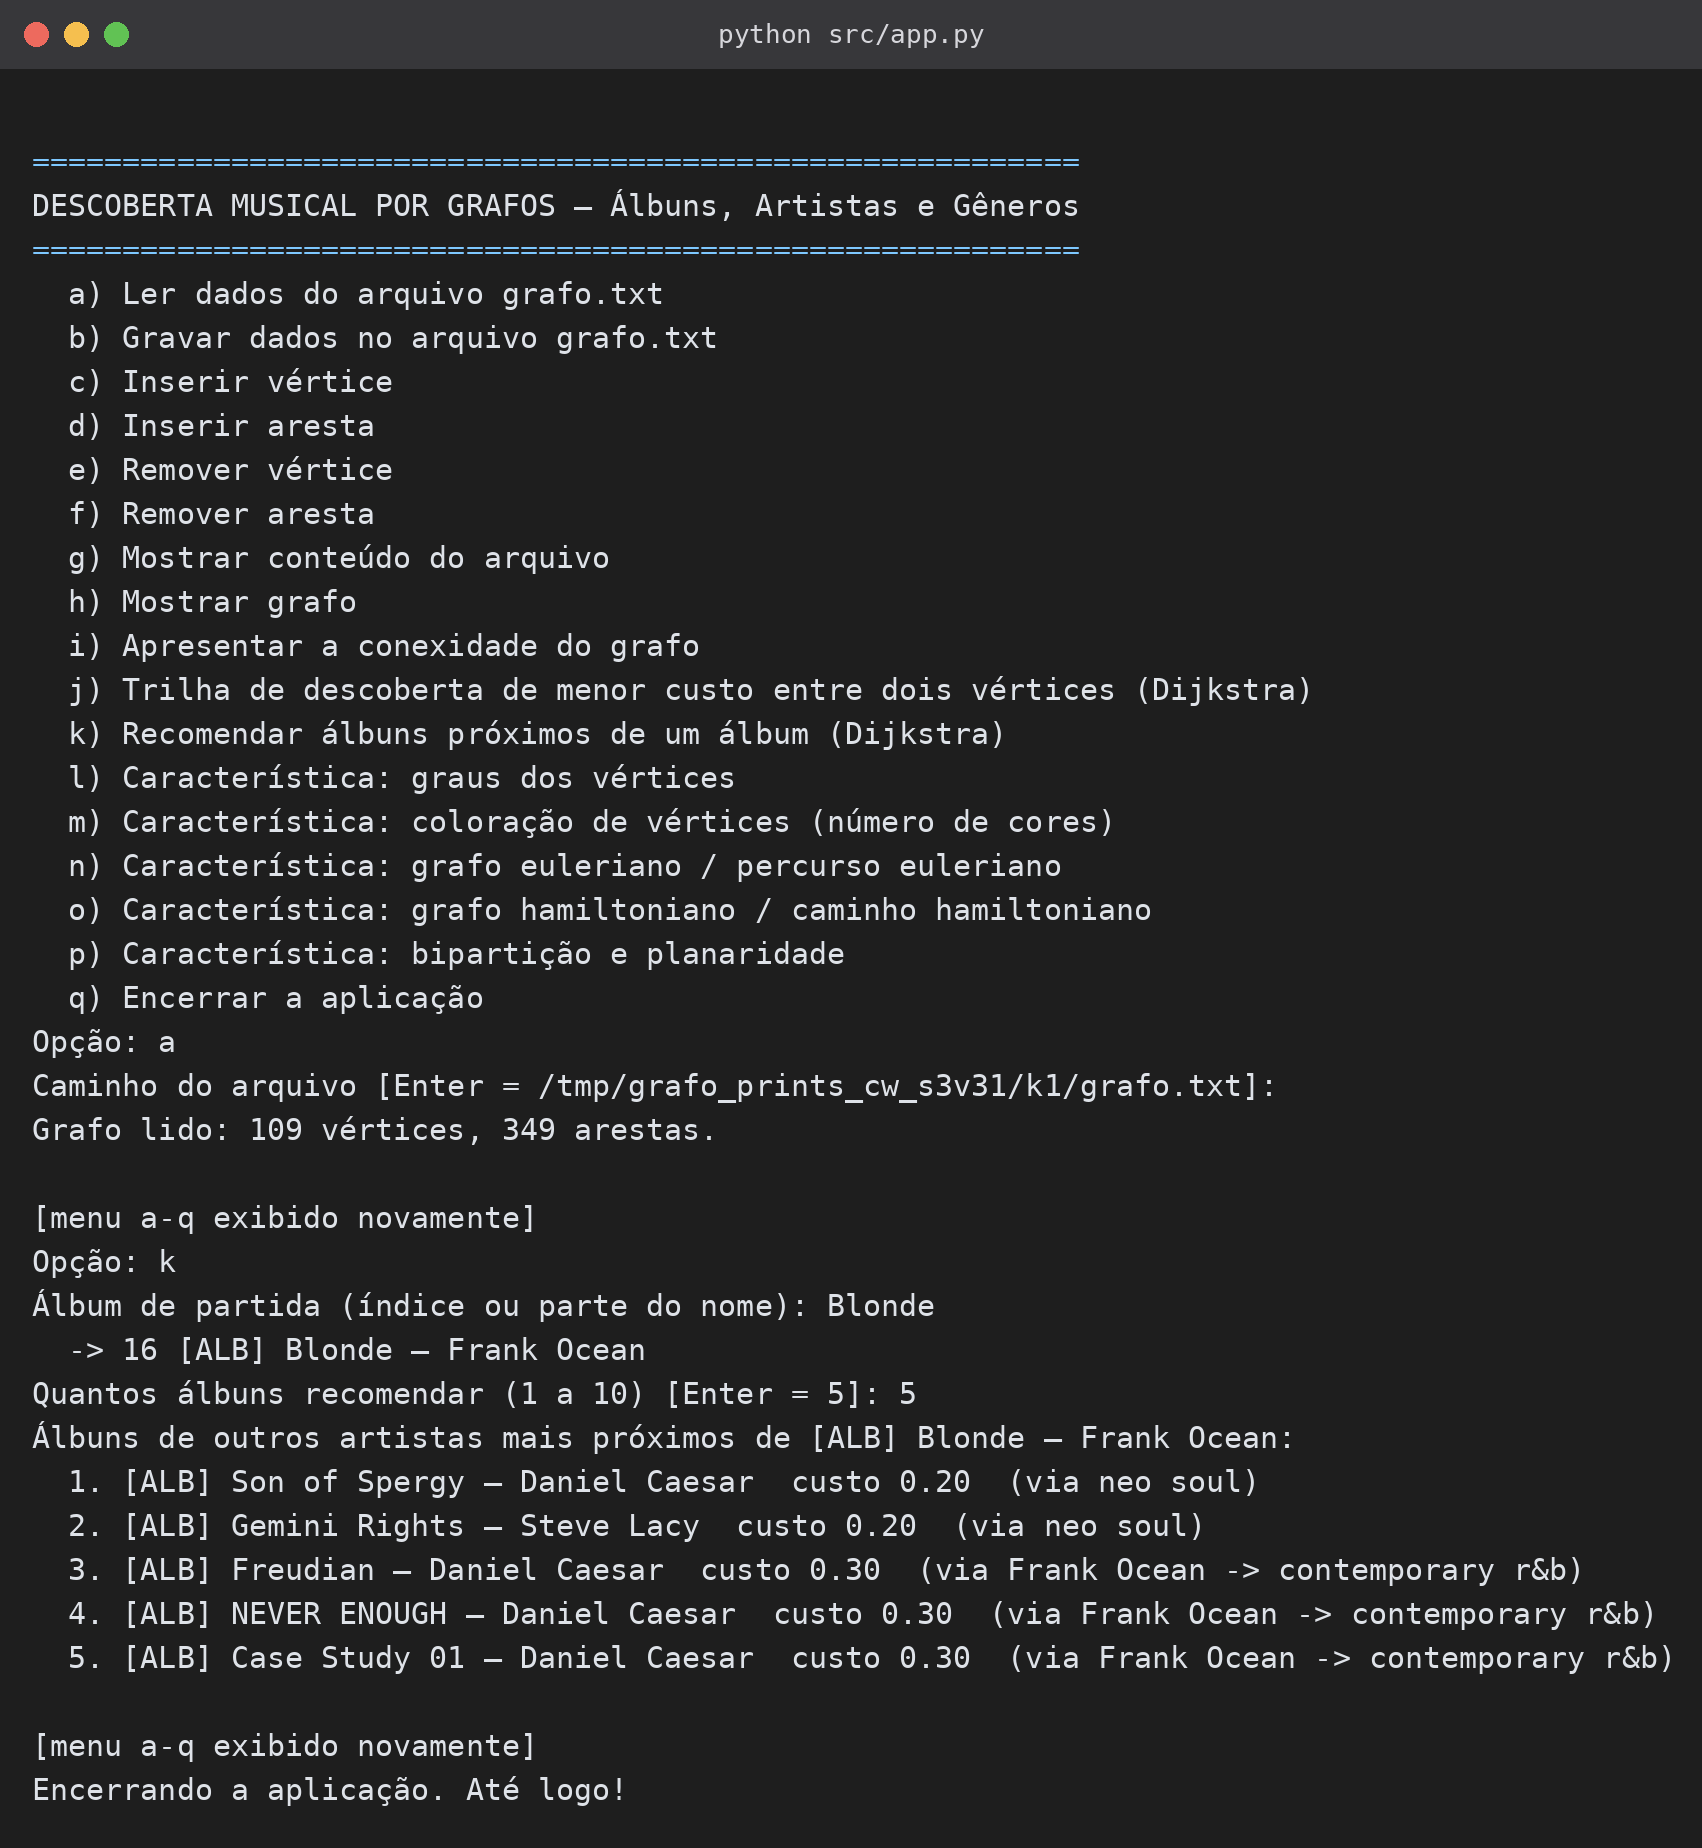 python src/app.py
==========================================================
DESCOBERTA MUSICAL POR GRAFOS — Álbuns, Artistas e Gêneros
==========================================================
  a) Ler dados do arquivo grafo.txt
  b) Gravar dados no arquivo grafo.txt
  c) Inserir vértice
  d) Inserir aresta
  e) Remover vértice
  f) Remover aresta
  g) Mostrar conteúdo do arquivo
  h) Mostrar grafo
  i) Apresentar a conexidade do grafo
  j) Trilha de descoberta de menor custo entre dois vértices (Dijkstra)
  k) Recomendar álbuns próximos de um álbum (Dijkstra)
  l) Característica: graus dos vértices
  m) Característica: coloração de vértices (número de cores)
  n) Característica: grafo euleriano / percurso euleriano
  o) Característica: grafo hamiltoniano / caminho hamiltoniano
  p) Característica: bipartição e planaridade
  q) Encerrar a aplicação
Opção: a
Caminho do arquivo [Enter = /tmp/grafo_prints_cw_s3v31/k1/grafo.txt]:
Grafo lido: 109 vértices, 349 arestas.
[menu a-q exibido novamente]
Opção: k
Álbum de partida (índice ou parte do nome): Blonde
  -> 16 [ALB] Blonde — Frank Ocean
Quantos álbuns recomendar (1 a 10) [Enter = 5]: 5
Álbuns de outros artistas mais próximos de [ALB] Blonde — Frank Ocean:
  1. [ALB] Son of Spergy — Daniel Caesar  custo 0.20  (via neo soul)
  2. [ALB] Gemini Rights — Steve Lacy  custo 0.20  (via neo soul)
  3. [ALB] Freudian — Daniel Caesar  custo 0.30  (via Frank Ocean -> contemporary r&b)
  4. [ALB] NEVER ENOUGH — Daniel Caesar  custo 0.30  (via Frank Ocean -> contemporary r&b)
  5. [ALB] Case Study 01 — Daniel Caesar  custo 0.30  (via Frank Ocean -> contemporary r&b)
[menu a-q exibido novamente]
Encerrando a aplicação. Até logo!